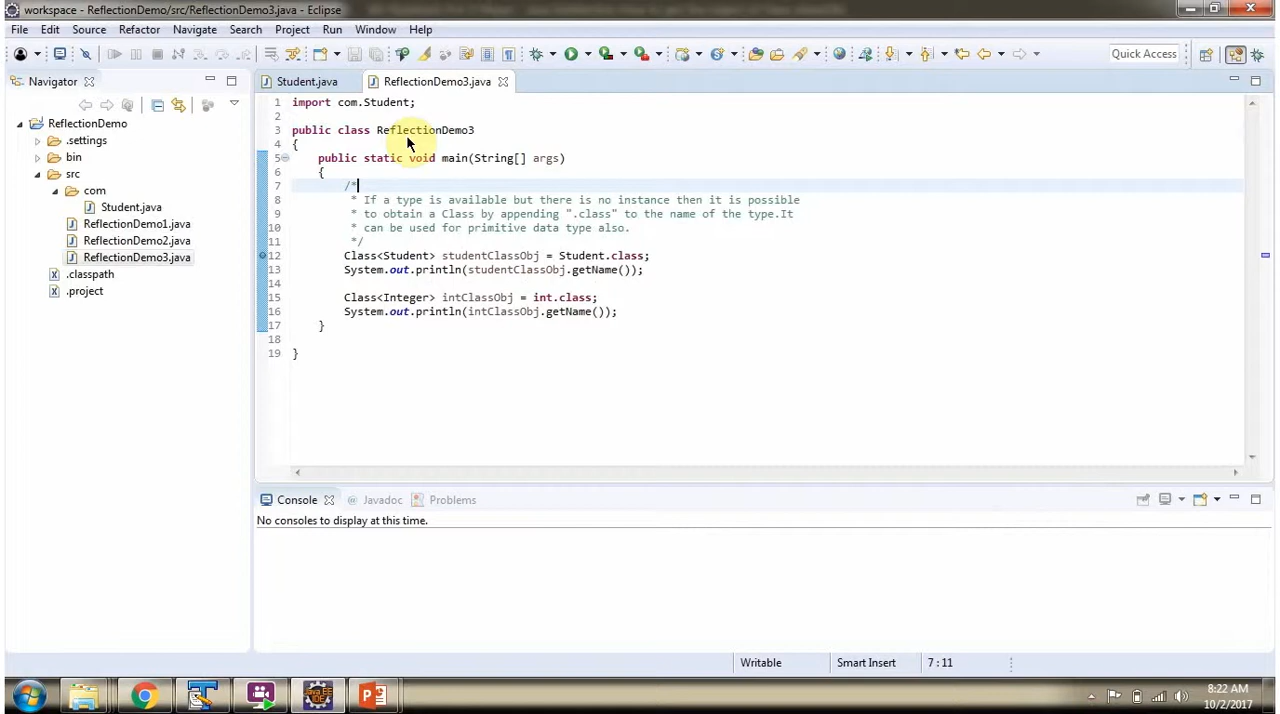 workspace - ReflectionDemo/src/ReflectionDemo3.java - Eclipse
File Edit Source Refactor Navigate Search Project Run Window Help
Quick Access
Navigator
ReflectionDemo
.settings
bin
src
com
Student.java
ReflectionDemo1.java
ReflectionDemo2.java
ReflectionDemo3.java
.classpath
.project
Student.java ReflectionDemo3.java
1 import com.Student;
2
3 public class ReflectionDemo3
4 {
5 public static void main(String[] args)
6 {
7 /*
8 * If a type is available but there is no instance then it is possible
9 * to obtain a Class by appending ".class" to the name of the type.It
10 * can be used for primitive data type also.
11 */
12 Class<Student> studentClassObj = Student.class;
13 System.out.println(studentClassObj.getName());
14
15 Class<Integer> intClassObj = int.class;
16 System.out.println(intClassObj.getName());
17 }
18
19 }
Console Javadoc Problems
No consoles to display at this time.
Writable Smart Insert 7 : 11
Java EE
IDE
8:22 AM
10/2/2017